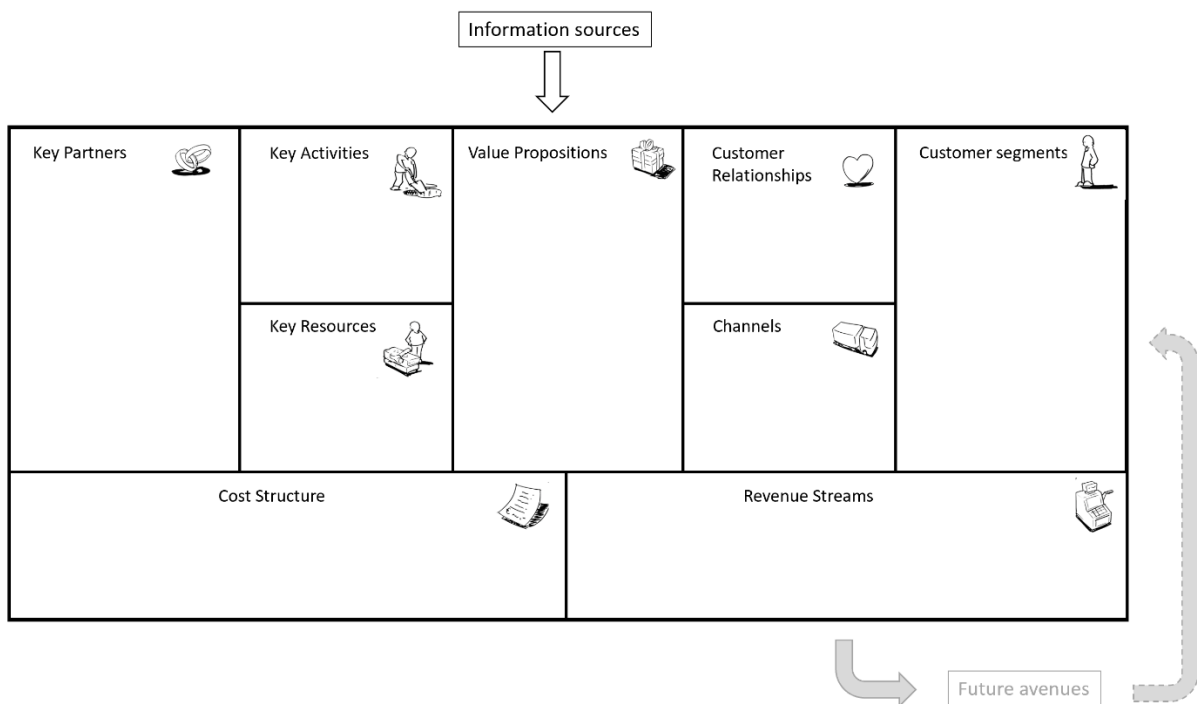 Information sources
Key Partners
Key Activities
Value Propositions
Customer
Relationships
Customer segments
Key Resources
Channels
Cost Structure
Revenue Streams
Future avenues